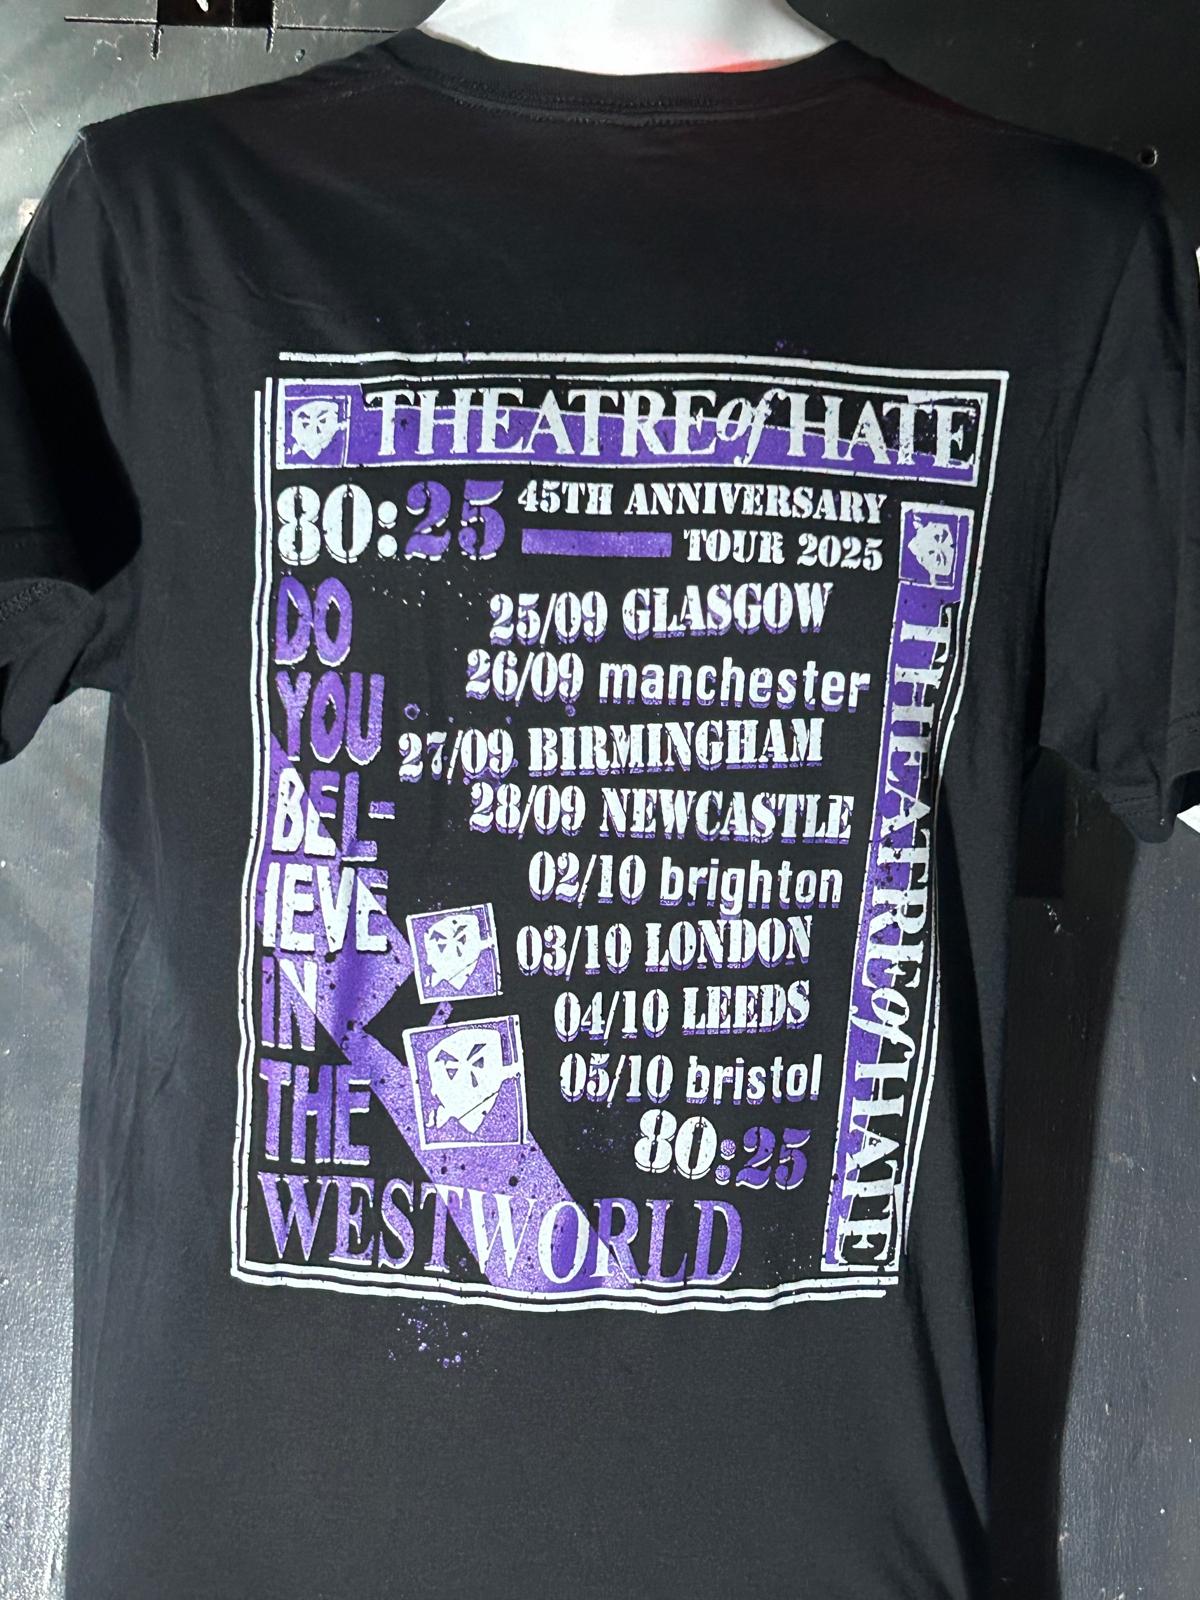 THEATRE of HATE
80:25 45TH ANNIVERSARY
TOUR 2025
25/09 GLASGOW
26/09 manchester
27/09 BIRMINGHAM
28/09 NEWCASTLE
02/10 brighton
03/10 LONDON
04/10 LEEDS
05/10 bristol
80:25
DO
YOU
BEL-
IEVE
IN
THE
WESTWORLD
THEATRE of HATE